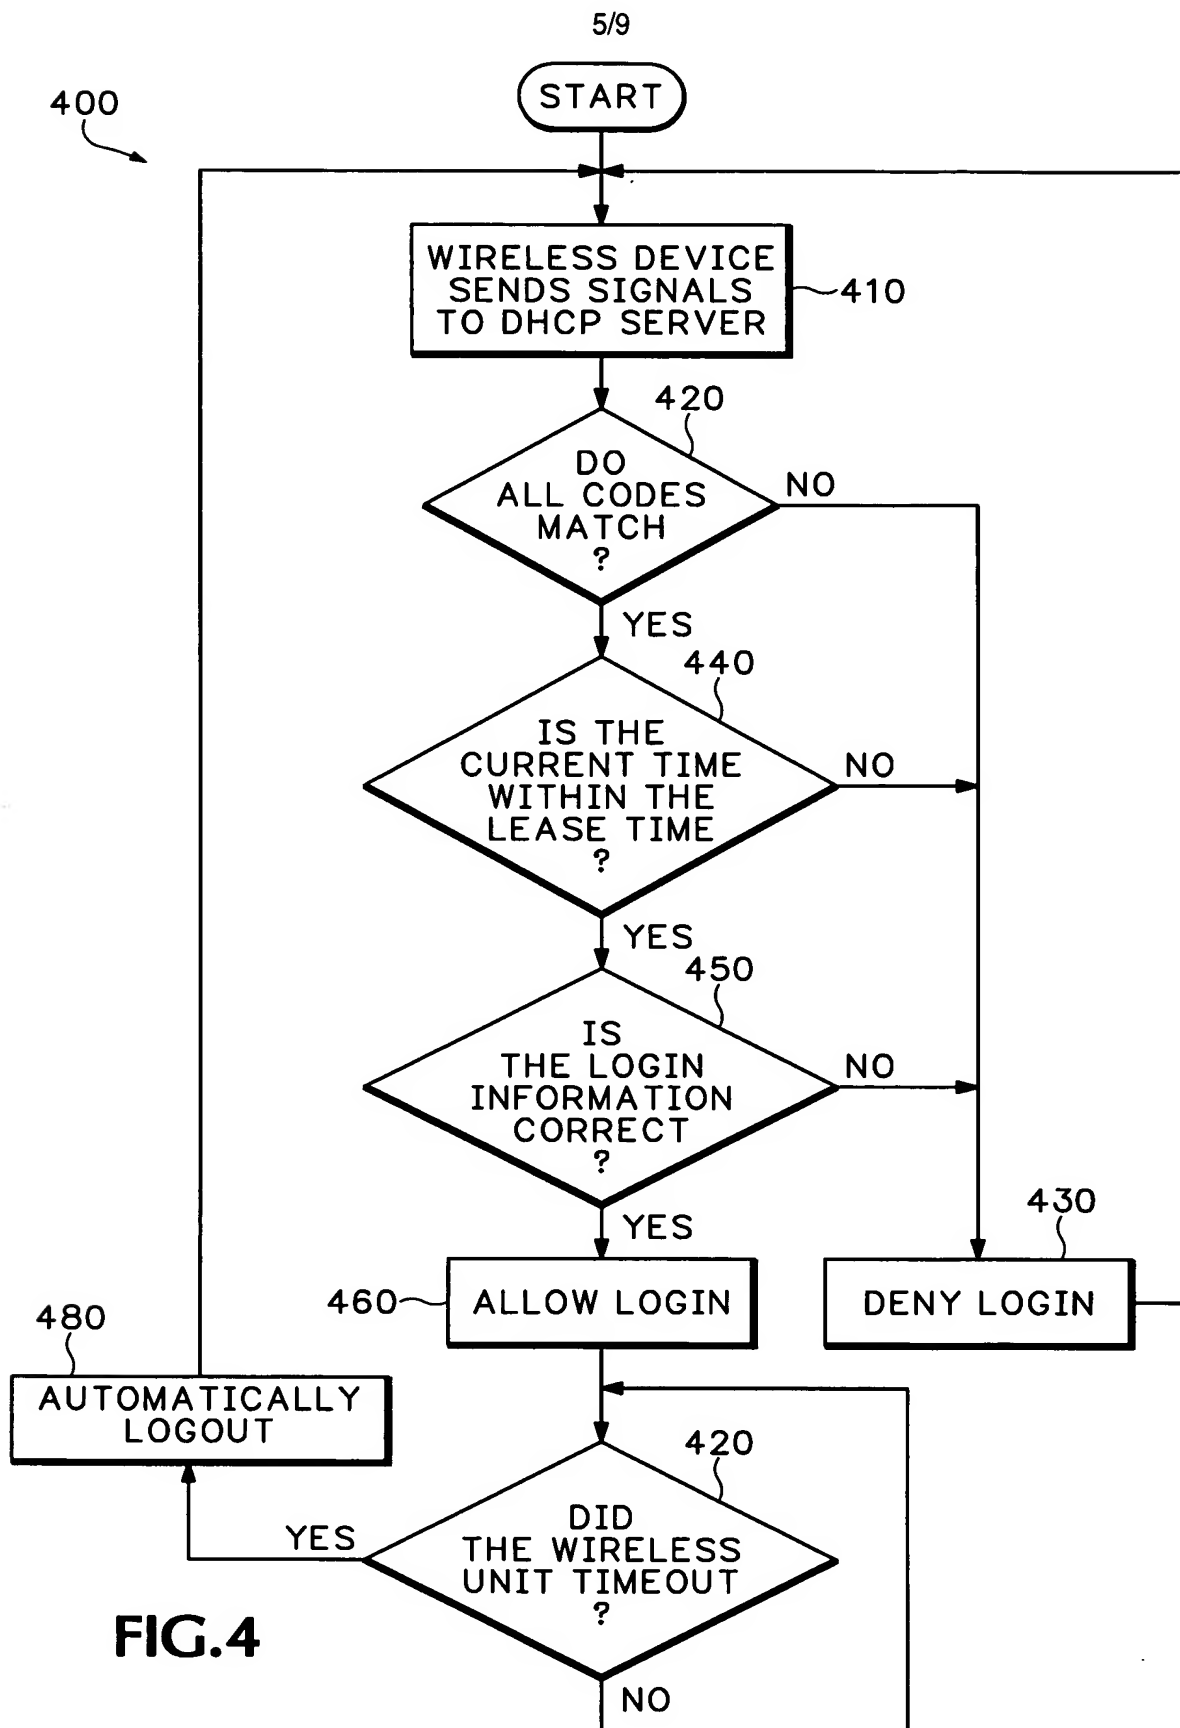 5/9
START
400
WIRELESS DEVICE
SENDS SIGNALS
TO DHCP SERVER
410
420
DO
ALL CODES
MATCH
?
NO
YES
440
IS THE
CURRENT TIME
WITHIN THE
LEASE TIME
?
NO
YES
450
IS
THE LOGIN
INFORMATION
CORRECT
?
NO
YES
430
460
ALLOW LOGIN
DENY LOGIN
480
AUTOMATICALLY
LOGOUT
420
DID
THE WIRELESS
UNIT TIMEOUT
?
YES
NO
FIG.4